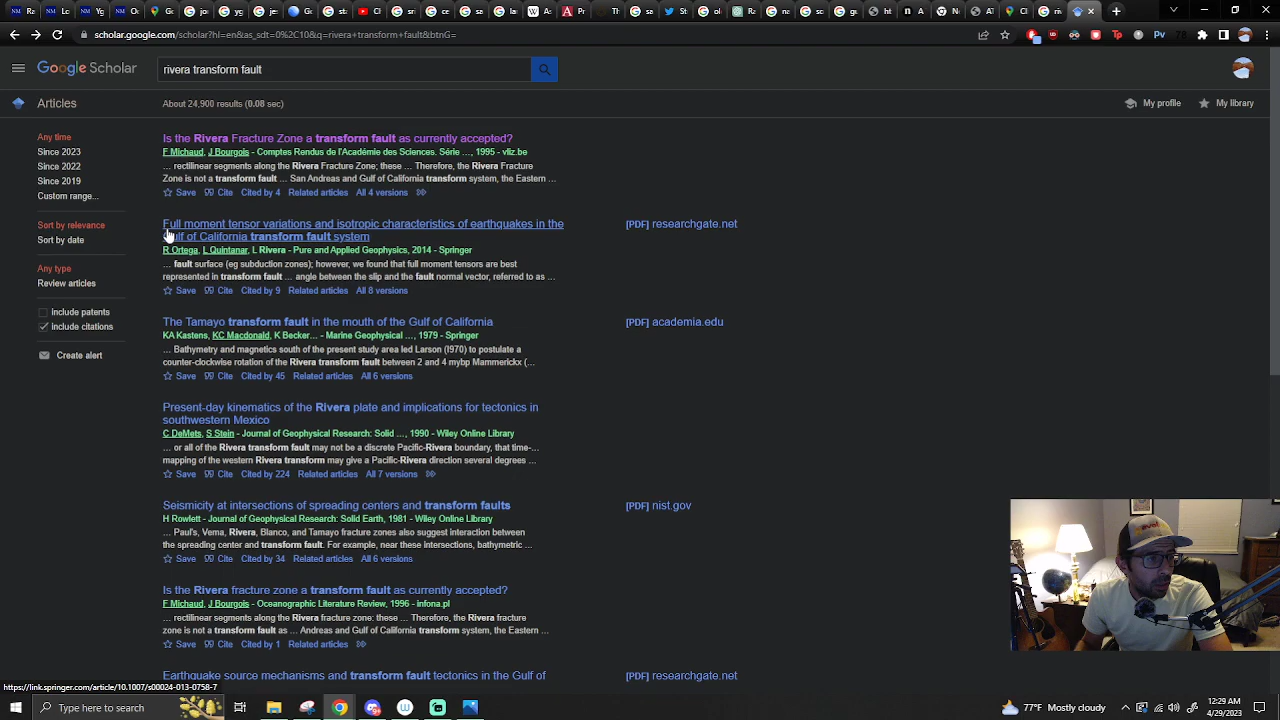 scholar.google.com/scholar?hl=en&as_sdt=0%2C10&q=rivera+transform+fault&btnG=
Google Scholar
rivera transform fault
Articles
About 24,900 results (0.08 sec)
My profile
My library
Any time
Since 2023
Since 2022
Since 2019
Custom range...
Sort by relevance
Sort by date
Any type
Review articles
Include patents
Include citations
Create alert
Is the Rivera Fracture Zone a transform fault as currently accepted?
F Michaud, J Bourgois - Comptes Rendus de l'Académie des Sciences. Série ..., 1995 - vliz.be
... rectilinear segments along the Rivera Fracture Zone; these ... Therefore, the Rivera Fracture
Zone is not a transform fault ... San Andreas and Gulf of California transform system, the Eastern ...
Save Cite Cited by 4 Related articles All 4 versions
Full moment tensor variations and isotropic characteristics of earthquakes in the
Gulf of California transform fault system
[PDF] researchgate.net
R Ortega, L Quintanar, L Rivera - Pure and Applied Geophysics, 2014 - Springer
... fault surface (eg subduction zones); however, we found that full moment tensors are best
represented in transform fault ... angle between the slip and the fault normal vector, referred to as ...
Save Cite Cited by 9 Related articles All 8 versions
The Tamayo transform fault in the mouth of the Gulf of California
[PDF] academia.edu
KA Kastens, KC Macdonald, K Becker... - Marine Geophysical ..., 1979 - Springer
... Bathymetry and magnetics south of the present study area led Larson (1970) to postulate a
counter-clockwise rotation of the Rivera transform fault between 2 and 4 mybp Mammerickx (...
Save Cite Cited by 45 Related articles All 6 versions
Present-day kinematics of the Rivera plate and implications for tectonics in
southwestern Mexico
C DeMets, S Stein - Journal of Geophysical Research: Solid ..., 1990 - Wiley Online Library
... or all of the Rivera transform fault may not be a discrete Pacific-Rivera boundary, that time-...
mapping of the western Rivera transform may give a Pacific-Rivera direction several degrees ...
Save Cite Cited by 224 Related articles All 7 versions
Seismicity at intersections of spreading centers and transform faults
[PDF] nist.gov
H Rowlett - Journal of Geophysical Research: Solid Earth, 1981 - Wiley Online Library
... Paul's, Vema, Rivera, Blanco, and Tamayo fracture zones also suggest interaction between
the spreading center and transform fault. For example, near these intersections, bathymetric ...
Save Cite Cited by 34 Related articles All 6 versions
Is the Rivera fracture zone a transform fault as currently accepted?
F Michaud, J Bourgois - Oceanographic Literature Review, 1996 - infona.pl
... rectilinear segments along the Rivera fracture zone: these ... Therefore, the Rivera fracture
zone is not a transform fault as ... Andreas and Gulf of California transform system, the Eastern ...
Save Cite Cited by 1 Related articles
Earthquake source mechanisms and transform fault tectonics in the Gulf of
[PDF] researchgate.net
http://link.springer.com/article/10.1007/s00024-013-0758-7
Type here to search
77°F Mostly cloudy
12:29 AM
4/29/2023